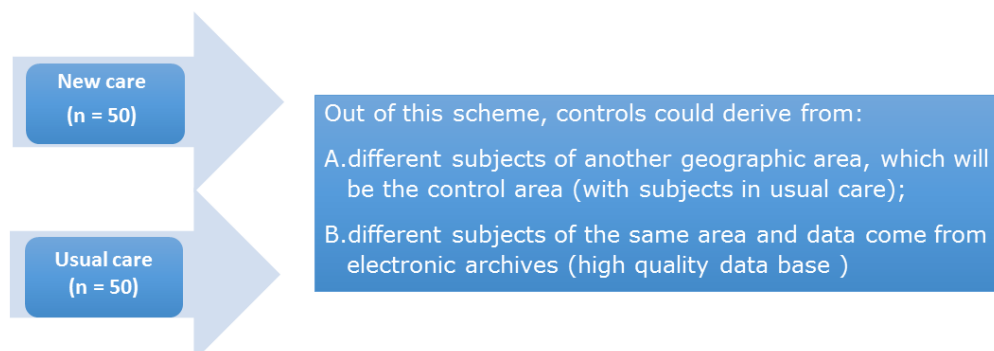 New care
(n = 50)
Usual care
(n = 50)
Out of this scheme, controls could derive from:
A.different subjects of another geographic area, which will
be the control area (with subjects in usual care);
B.different subjects of the same area and data come from
electronic archives (high quality data base )